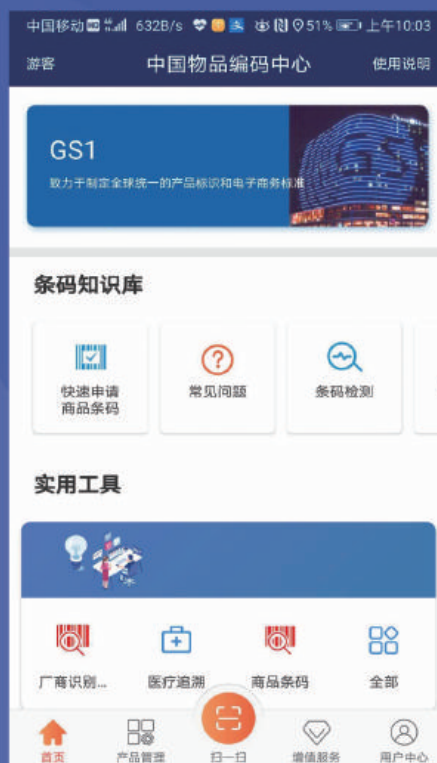 中国移动 HD 4G 632B/s 51% 上午10:03
游客 中国物品编码中心 使用说明
GS1
致力于制定全球统一的产品标识和电子商务标准
条码知识库
快速申请
商品条码
常见问题
条码检测
实用工具
厂商识别...
医疗追溯
商品条码
全部
首页 产品管理 扫一扫 增值服务 用户中心